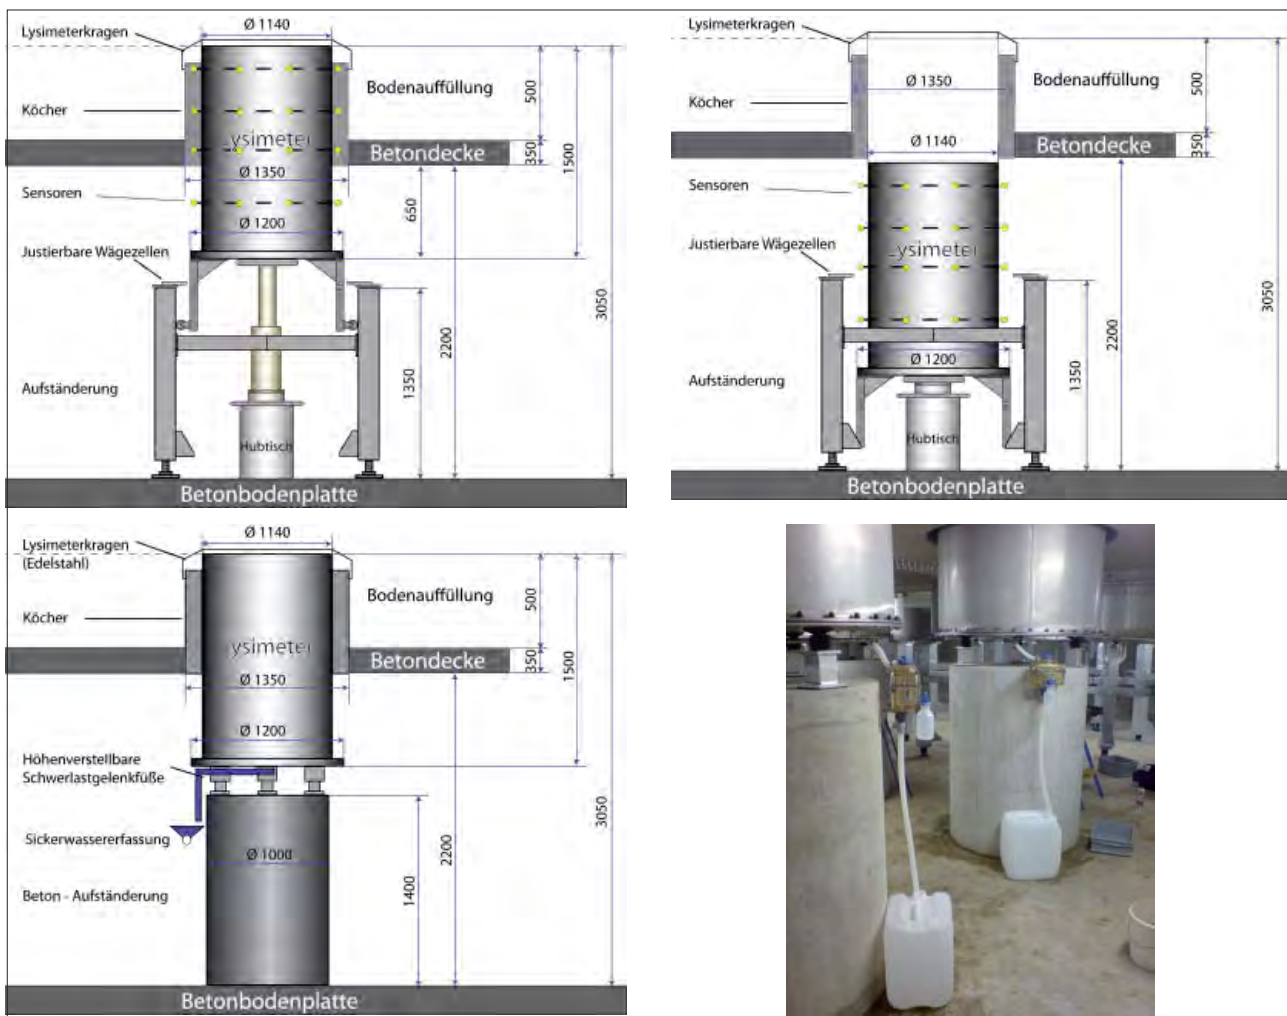 Ø 1140
Lysimeterkragen
Bodenauffüllung
500
Köcher
Lysimeter
Betondecke
350
1500
Ø 1350
Sensoren
650
Ø 1200
Justierbare Wägezellen
3050
2200
1350
Aufständerung
Hubtisch
Betonbodenplatte
Lysimeterkragen
Ø 1350
Bodenauffüllung
500
Köcher
Betondecke
350
Ø 1140
Sensoren
Justierbare Wägezellen
Lysimeter
3050
2200
Ø 1200
1350
Aufständerung
Hubtisch
Betonbodenplatte
Ø 1140
Lysimeterkragen
(Edelstahl)
Bodenauffüllung
500
Köcher
ysimeter
Betondecke
350
1500
Ø 1350
Ø 1200
Höhenverstellbare
Schwerlastgelenkfüße
3050
Sickerwassererfassung
Ø 1000
2200
1400
Beton - Aufständerung
Betonbodenplatte